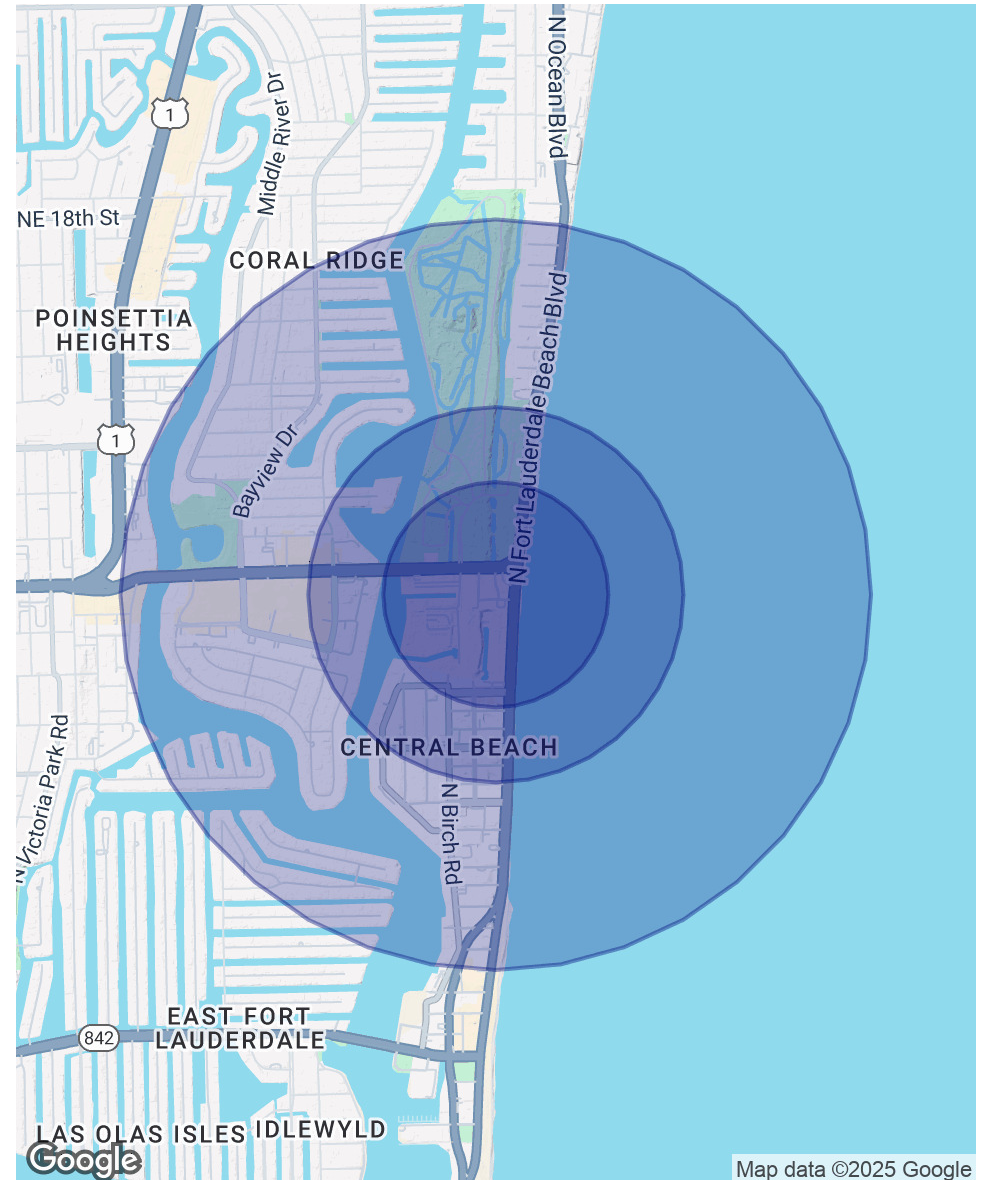 N Ocean Blvd
1
Middle River Dr
NE 18th St
CORAL RIDGE
POINSETTIA
HEIGHTS
N Fort Lauderdale Beach Blvd
1
Bayview Dr
N Victoria Park Rd
CENTRAL BEACH
N Birch Rd
EAST FORT
LAUDERDALE
842
LAS OLAS ISLES
IDLEWYLD
Google
Map data ©2025 Google